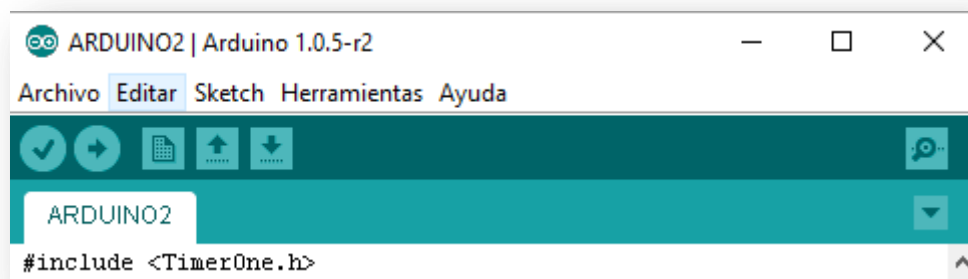 ARDUINO2 | Arduino 1.0.5-r2
Archivo Editar Sketch Herramientas Ayuda
ARDUINO2
#include <TimerOne.h>